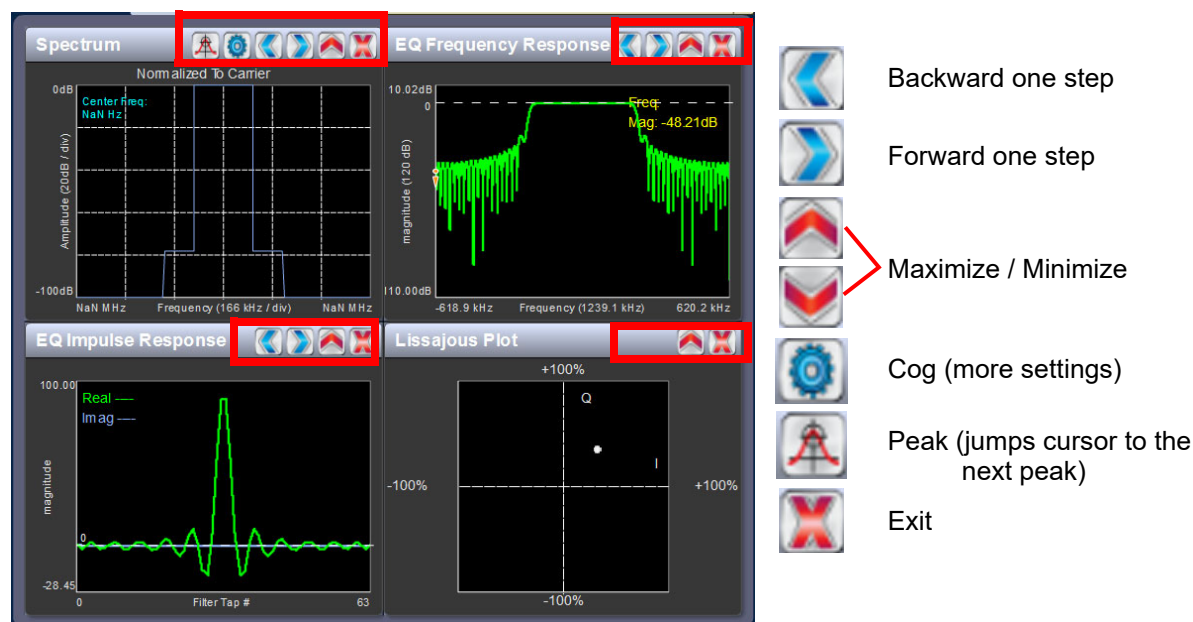 Spectrum
Normalized To Carrier
0dB
Center Freq:
NaN Hz
Amplitude (20dB / div)
-100dB
NaN MHz
Frequency (166 kHz / div)
NaN MHz
EQ Frequency Response
10.02dB
0
Freq:
Mag: -48.21dB
magnitude (120 dB)
110.00dB
-618.9 kHz
Frequency (1239.1 kHz)
620.2 kHz
EQ Impulse Response
100.00
Real ----
Imag ----
magnitude
0
-28.45
0
Filter Tap #
63
Lissajous Plot
+100%
Q
I
-100%
+100%
-100%
Backward one step
Forward one step
Maximize / Minimize
Cog (more settings)
Peak (jumps cursor to the
next peak)
Exit